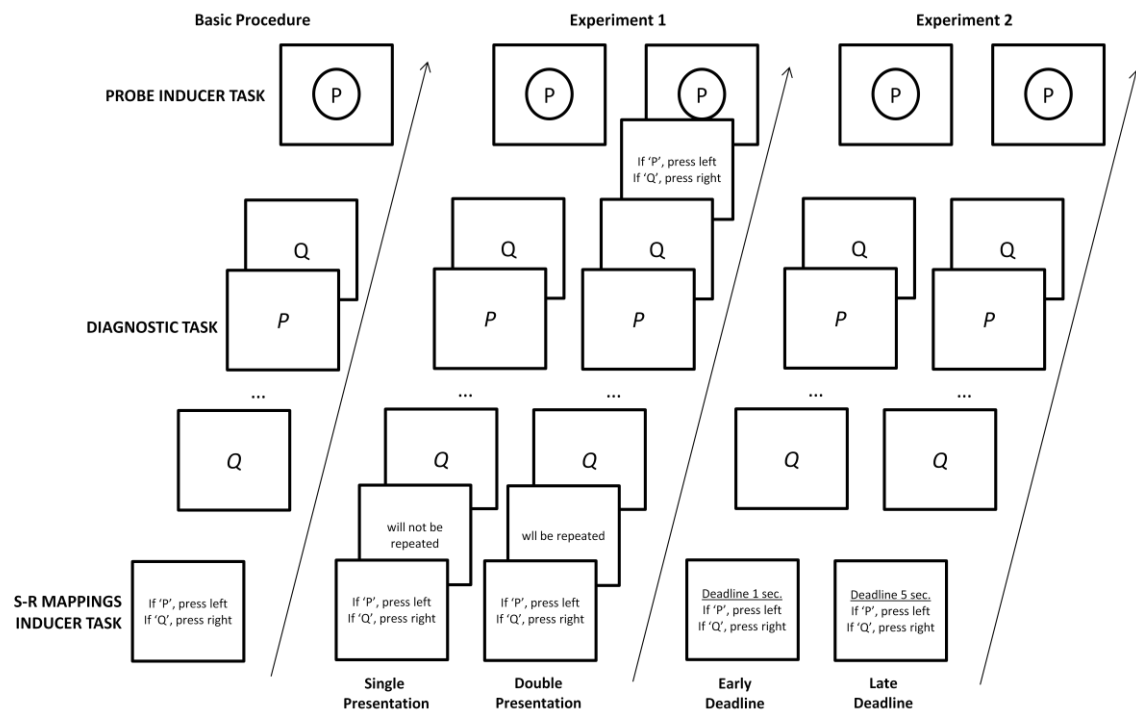 Basic Procedure
Experiment 1
Experiment 2
PROBE INDUCER TASK
P
P
P
P
P
If ‘P’, press left
If ‘Q’, press right
Q
Q
Q
Q
Q
DIAGNOSTIC TASK
P
P
P
P
P
...
...
...
...
...
Q
Q
Q
Q
Q
will not be
repeated
wll be repeated
S-R MAPPINGS
INDUCER TASK
If ‘P’, press left
If ‘Q’, press right
If ‘P’, press left
If ‘Q’, press right
If ‘P’, press left
If ‘Q’, press right
Deadline 1 sec.
If ‘P’, press left
If ‘Q’, press right
Deadline 5 sec.
If ‘P’, press left
If ‘Q’, press right
Single
Presentation
Double
Presentation
Early
Deadline
Late
Deadline